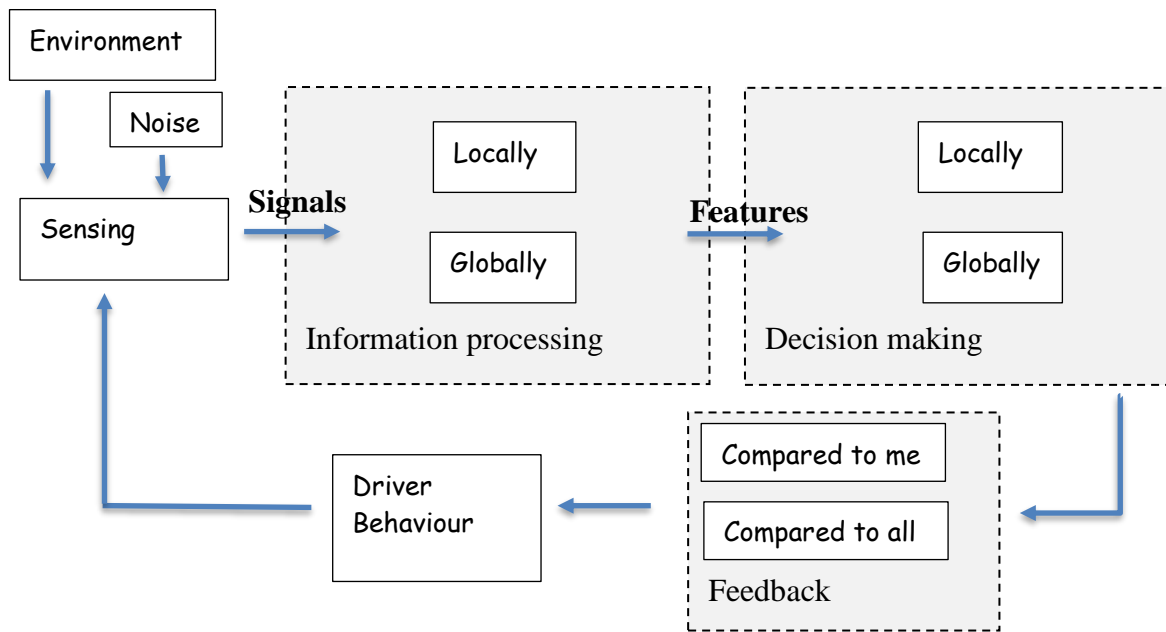 Environment
Noise
Sensing
Signals
Locally
Globally
Information processing
Features
Locally
Globally
Decision making
Compared to me
Compared to all
Feedback
Driver
Behaviour